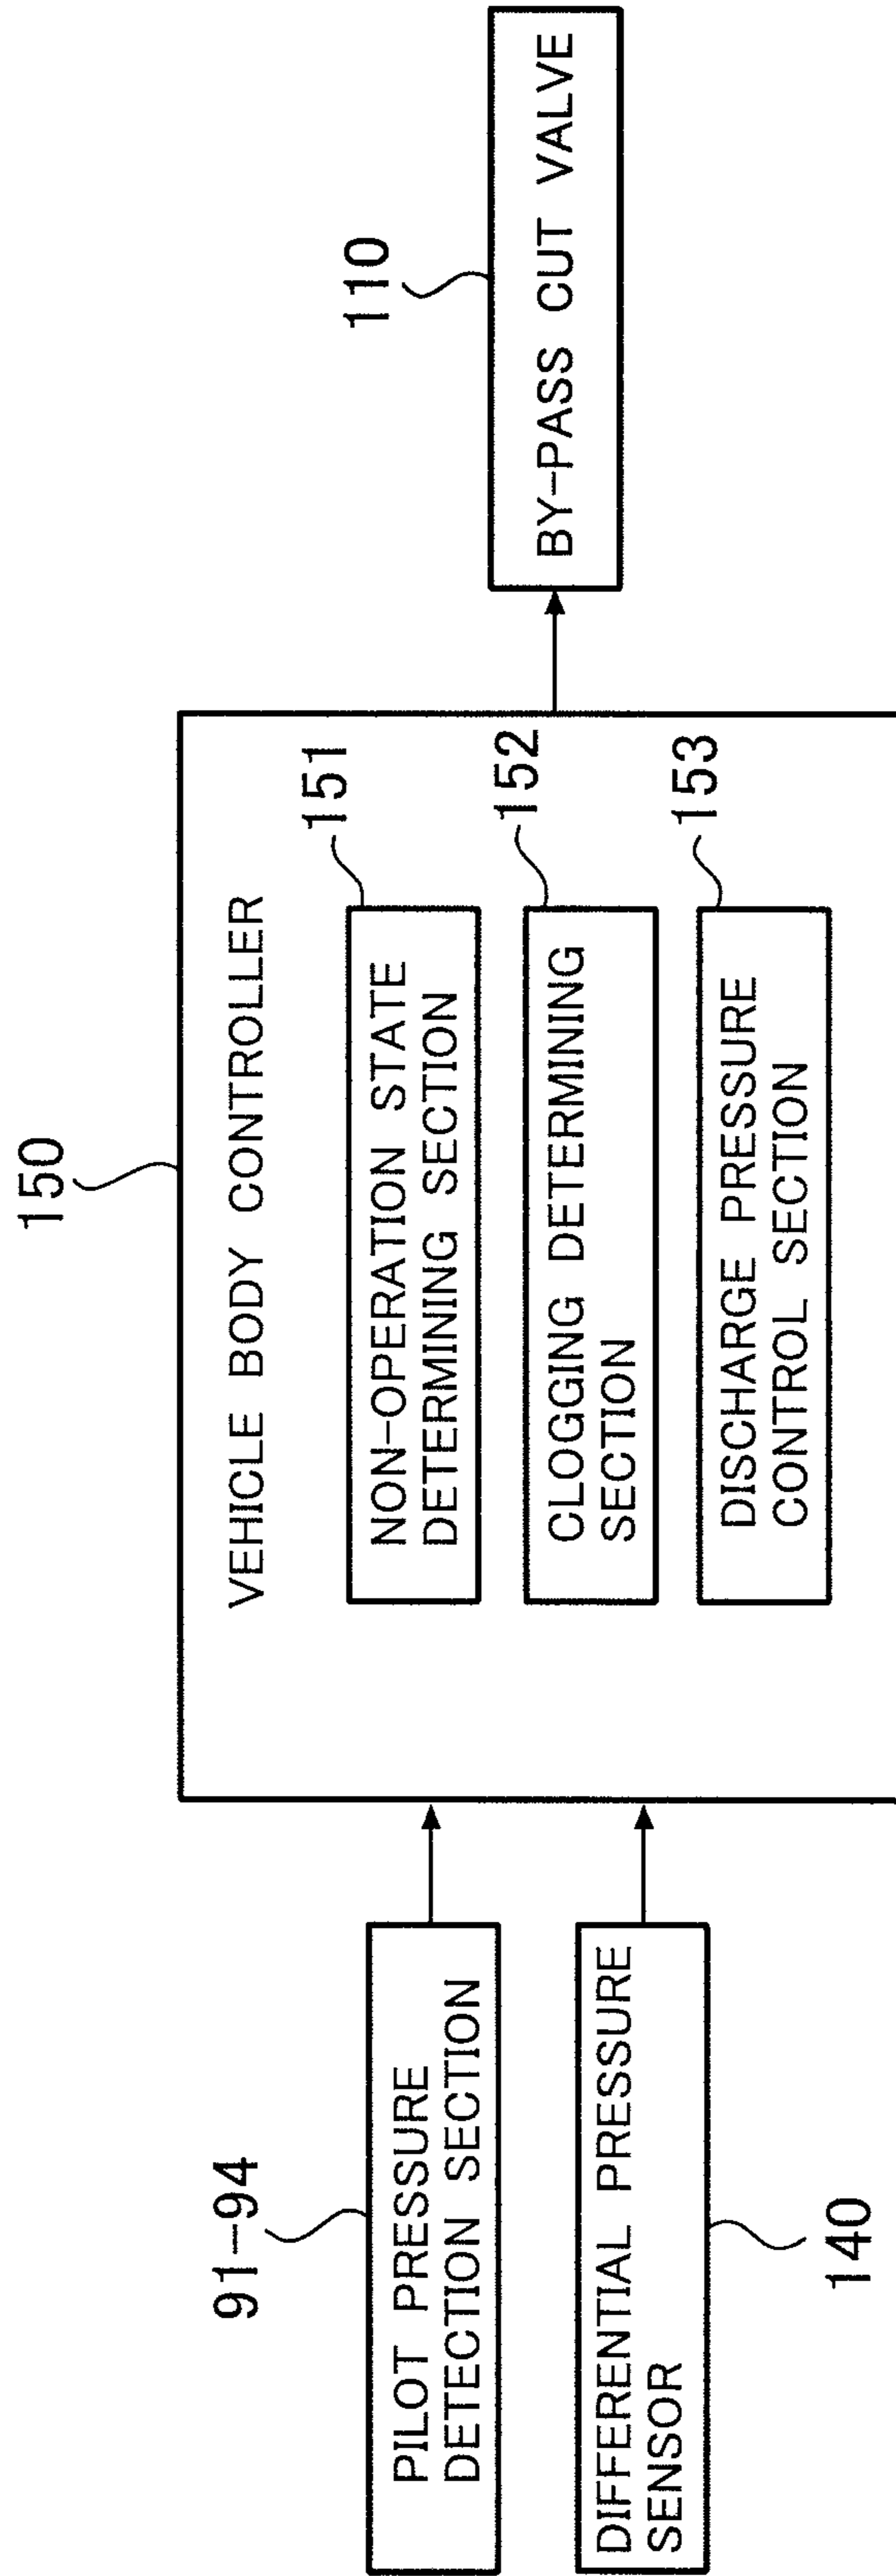 150
VEHICLE BODY CONTROLLER
91-94
PILOT PRESSURE
DETECTION SECTION
DIFFERENTIAL PRESSURE
SENSOR
140
151
NON-OPERATION STATE
DETERMINING SECTION
152
CLOGGING DETERMINING
SECTION
153
DISCHARGE PRESSURE
CONTROL SECTION
110
BY-PASS CUT VALVE